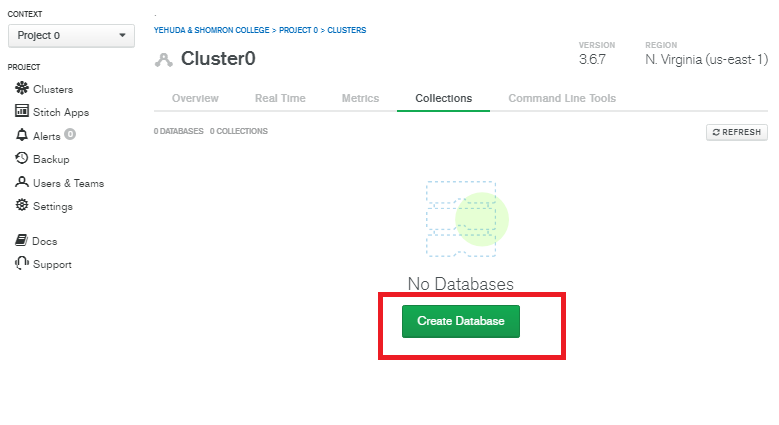 CONTEXT
Project 0
PROJECT
Clusters
Stitch Apps
Alerts 0
Backup
Users & Teams
Settings
Docs
Support
YEHUDA & SHOMRON COLLEGE > PROJECT 0 > CLUSTERS
Cluster0
VERSION
3.6.7
REGION
N. Virginia (us-east-1)
Overview Real Time Metrics Collections Command Line Tools
0 DATABASES 0 COLLECTIONS
REFRESH
No Databases
Create Database